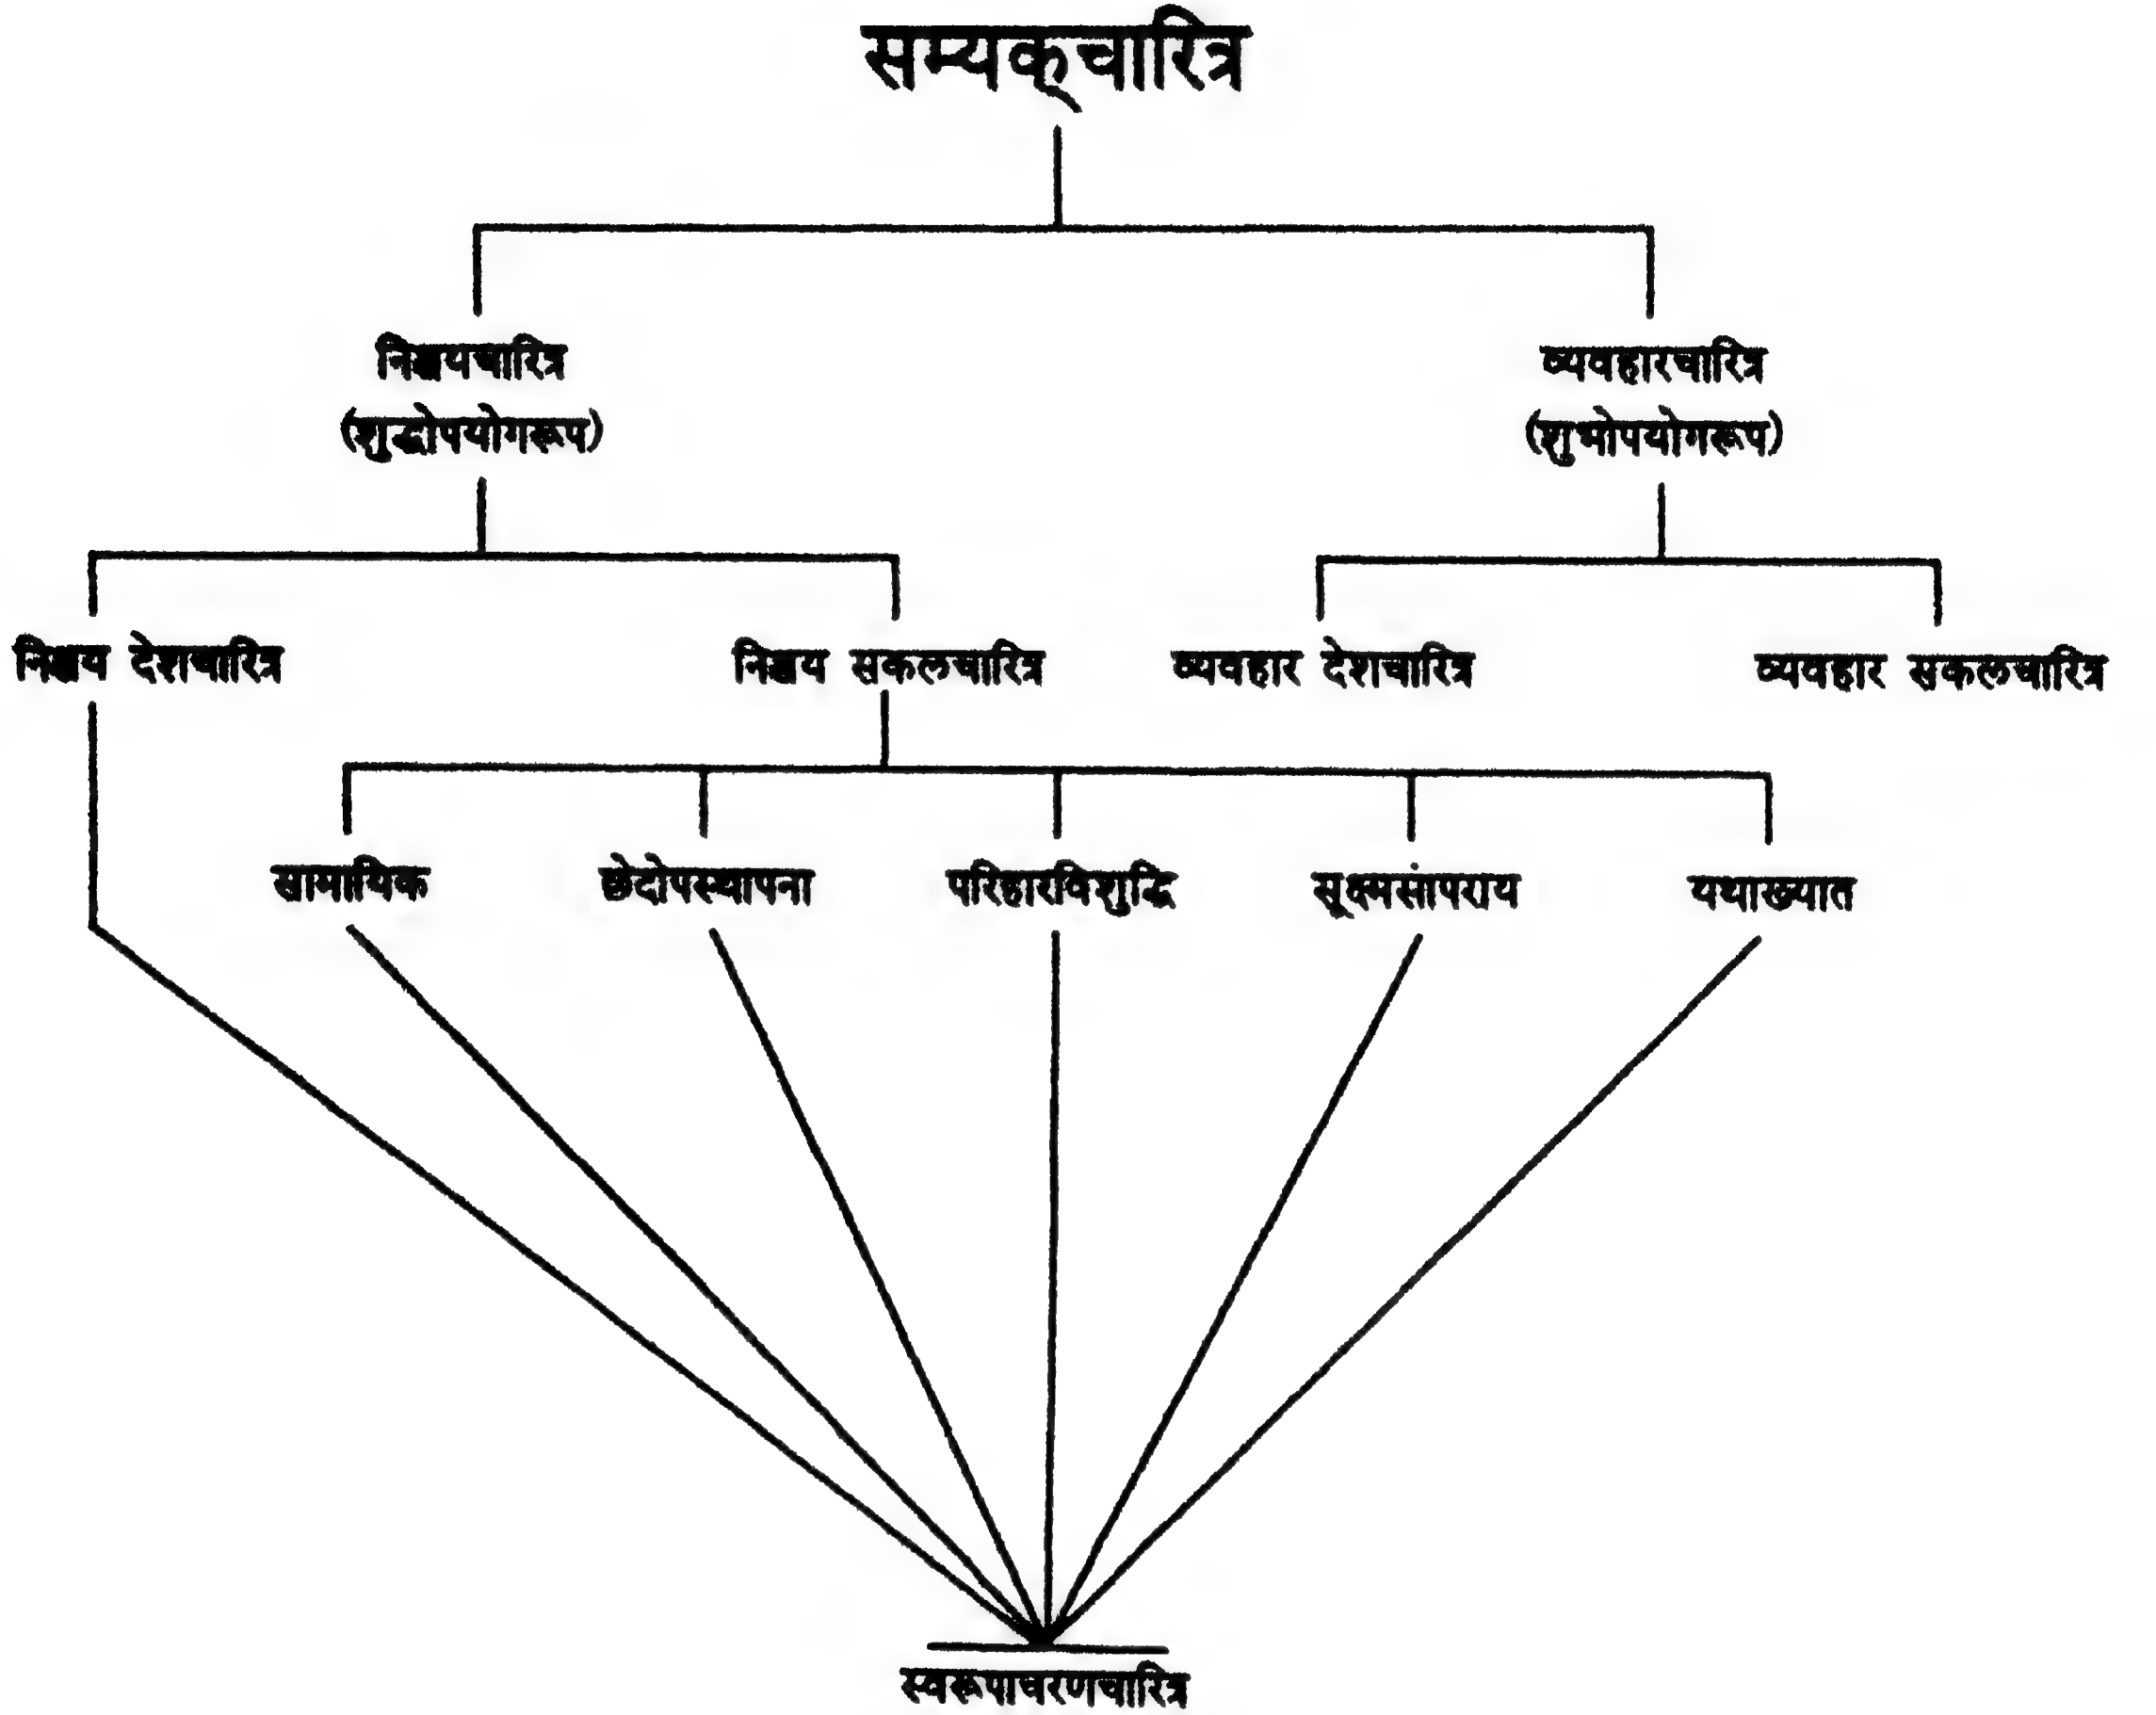 सम्यक्चारित्र
निश्चयचारित्र
(शुद्धोपयोगरूप)
व्यवहारचारित्र
(शुभोपयोगरूप)
निश्चय देशचारित्र
निश्चय सकलचारित्र
व्यवहार देशचारित्र
व्यवहार सकलचारित्र
सामायिक
छेदोपस्थापना
परिहारविशुद्धि
सूक्ष्मसांपराय
यथाख्यात
स्वरूपाचरणचारित्र